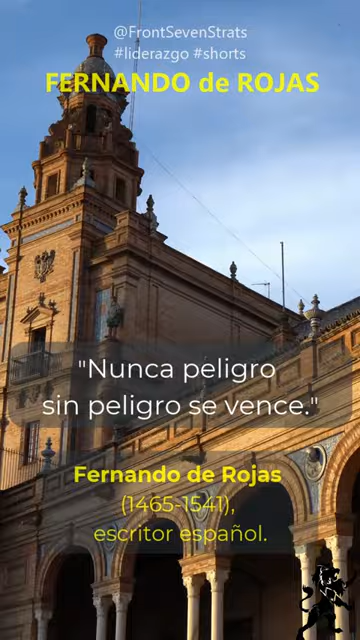 @FrontSevenStrats
#liderazgo #shorts
FERNANDO de ROJAS
"Nunca peligro
sin peligro se vence."
Fernando de Rojas
(1465-1541),
escritor español.